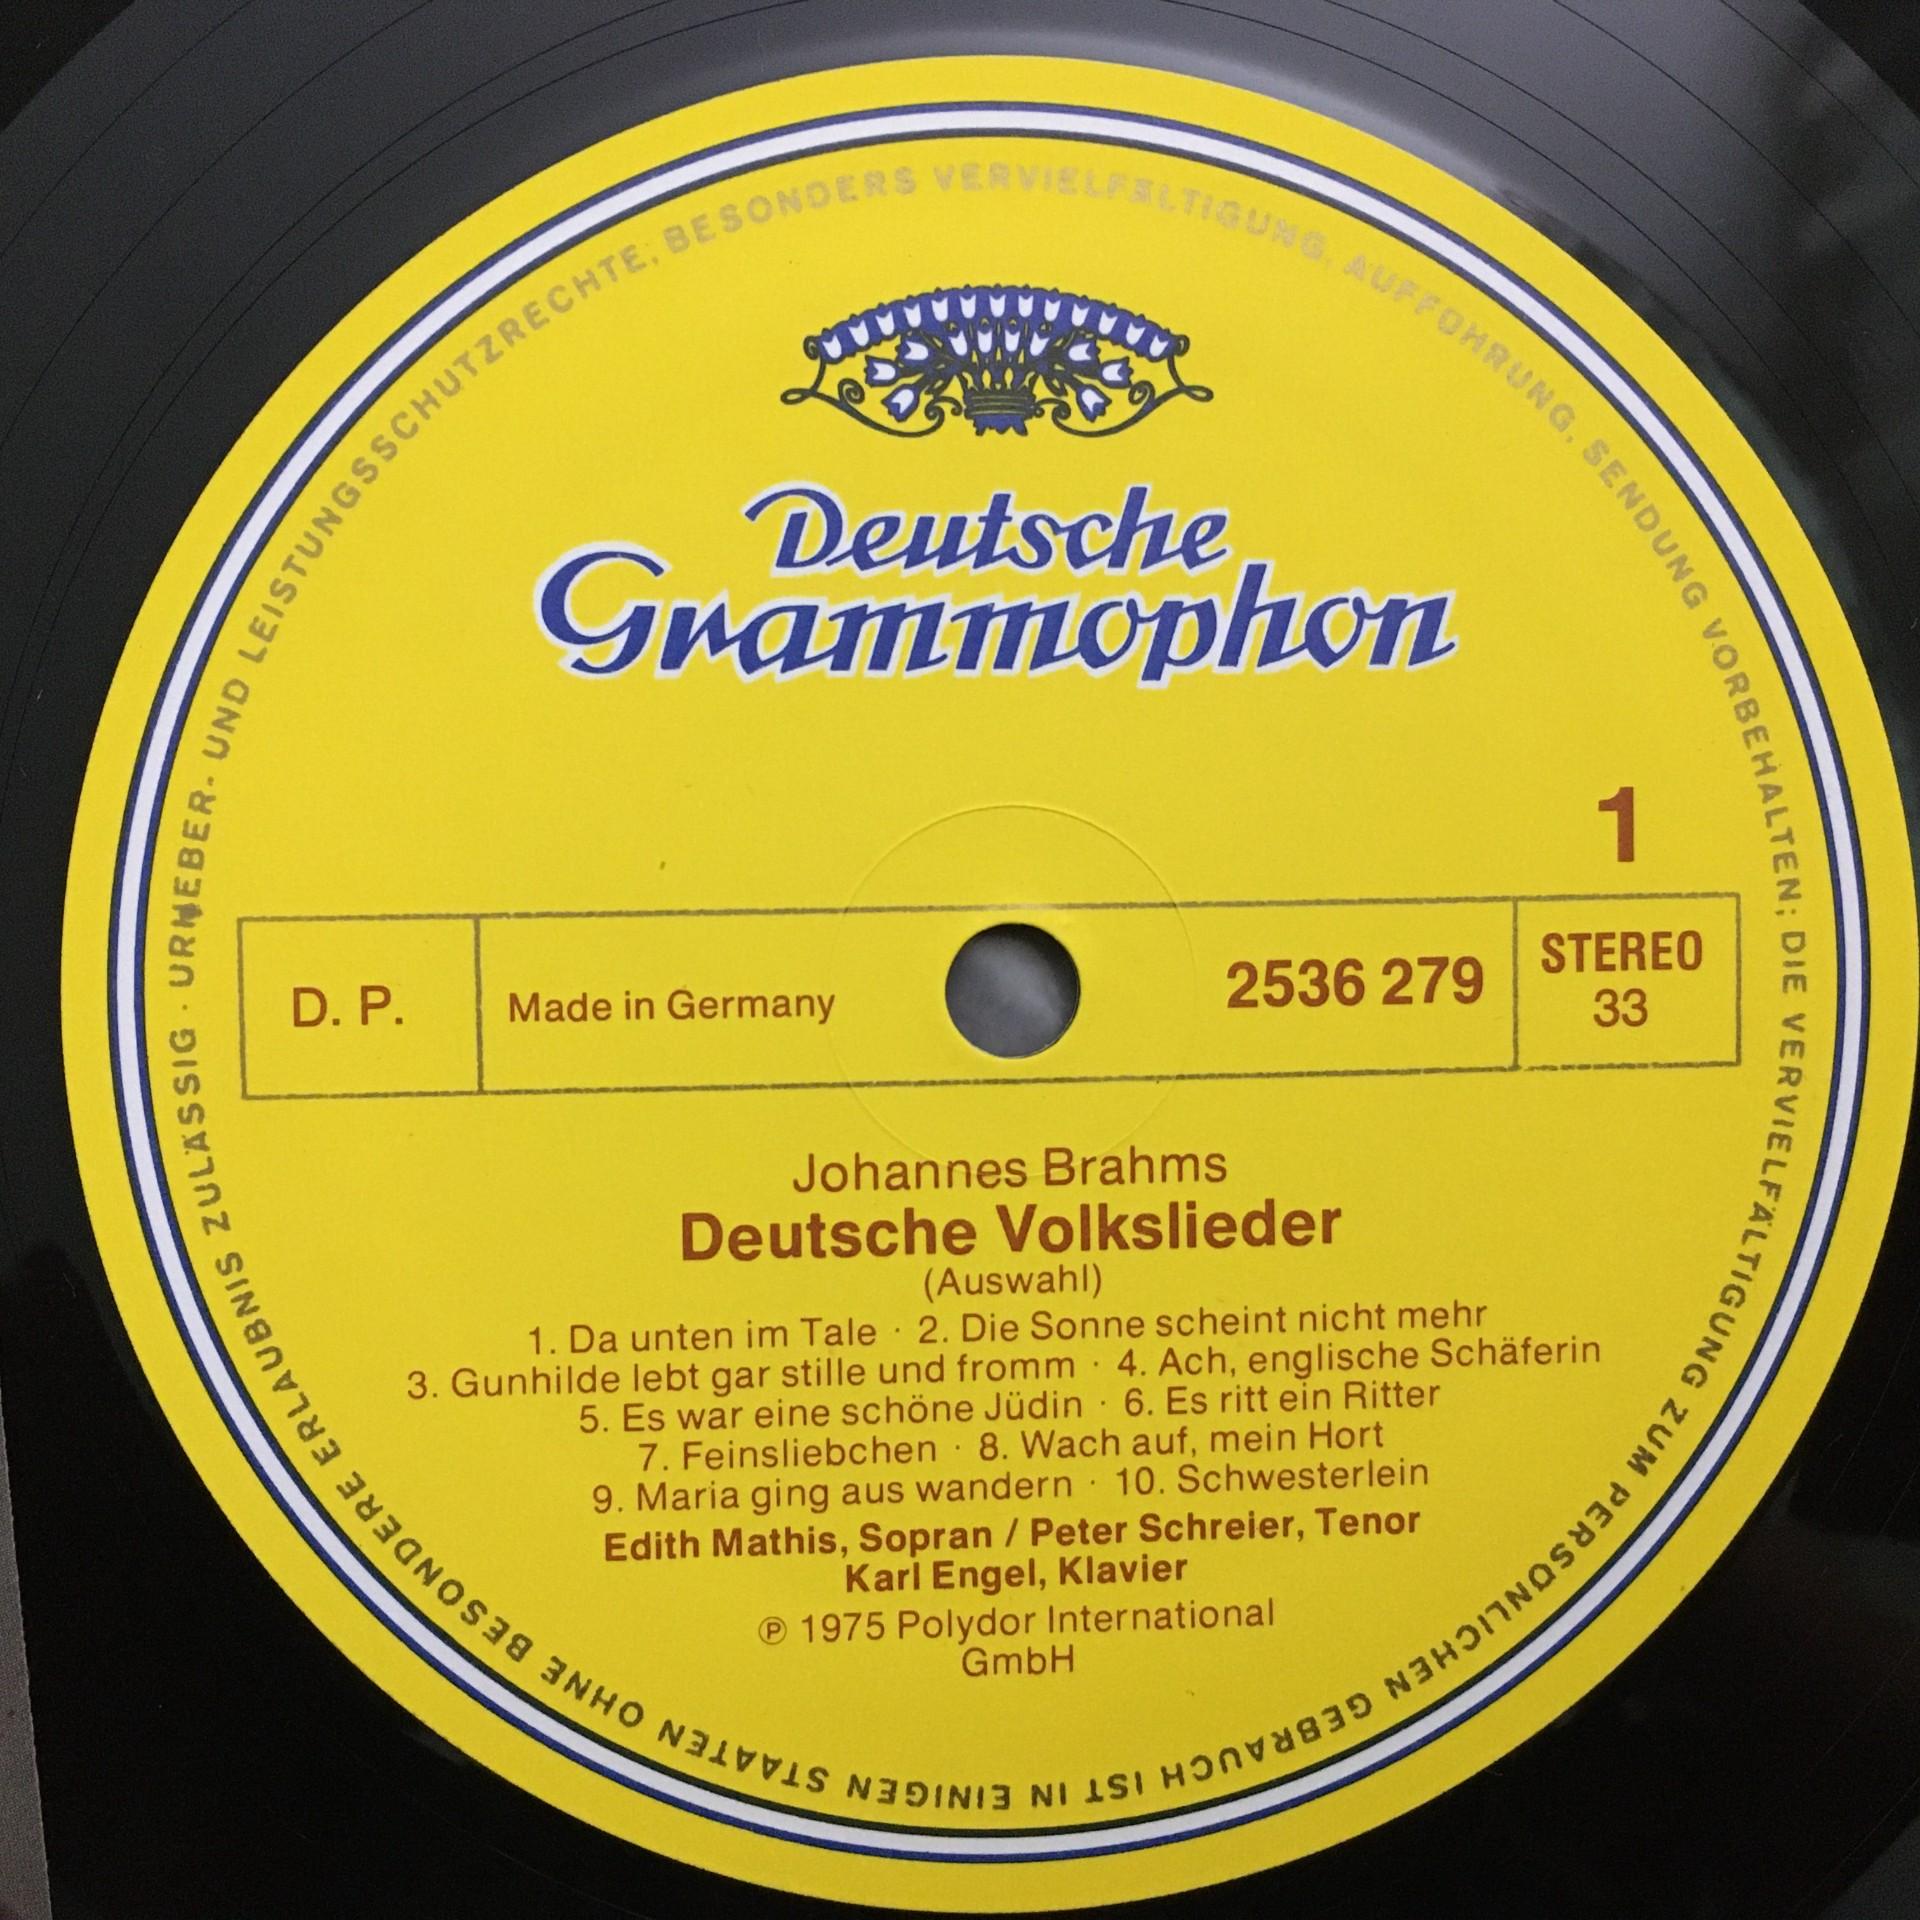 Deutsche
Grammophon
1
D. P.
Made in Germany
2536 279
STEREO
33
Johannes Brahms
Deutsche Volkslieder
(Auswahl)
1. Da unten im Tale · 2. Die Sonne scheint nicht mehr
3. Gunhilde lebt gar stille und fromm · 4. Ach, englische Schäferin
5. Es war eine schöne Jüdin · 6. Es ritt ein Ritter
7. Feinsliebchen · 8. Wach auf, mein Hort
9. Maria ging aus wandern · 10. Schwesterlein
Edith Mathis, Sopran / Peter Schreier, Tenor
Karl Engel, Klavier
℗ 1975 Polydor International
GmbH
URHEBER- UND LEISTUNGSSCHUTZRECHTE, BESONDERS VERVIELFÄLTIGUNG, AUFFÜHRUNG, SENDUNG VORBEHALTEN; DIE VERVIELFÄLTIGUNG ZUM PERSÖNLICHEN GEBRAUCH IST IN EINIGEN STAATEN OHNE BESONDERE ERLAUBNIS ZULÄSSIG ·